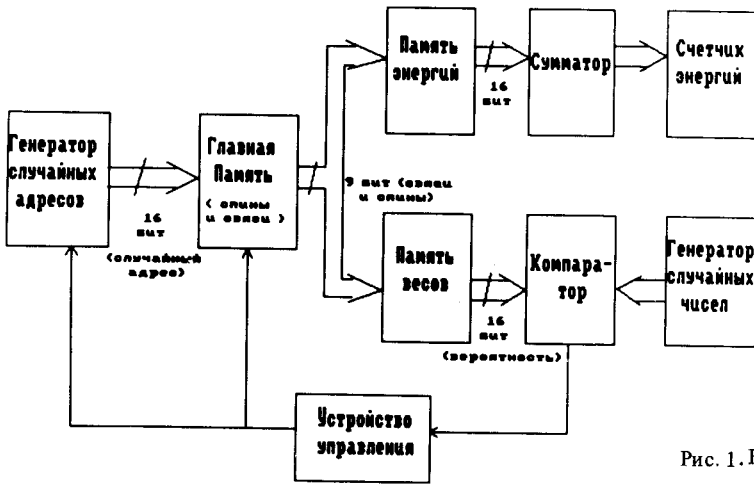 Генератор
случайных
адресов
16
бит
(случайный
адрес)
Главная
Память
( спины
и связи )
9 бит (связи
и спины)
Память
энергий
16
бит
Сумматор
Счетчик
энергий
Память
весов
16
бит
(вероятность)
Компара-
тор
Генератор
случайных
чисел
Устройство
управления
Рис. 1.